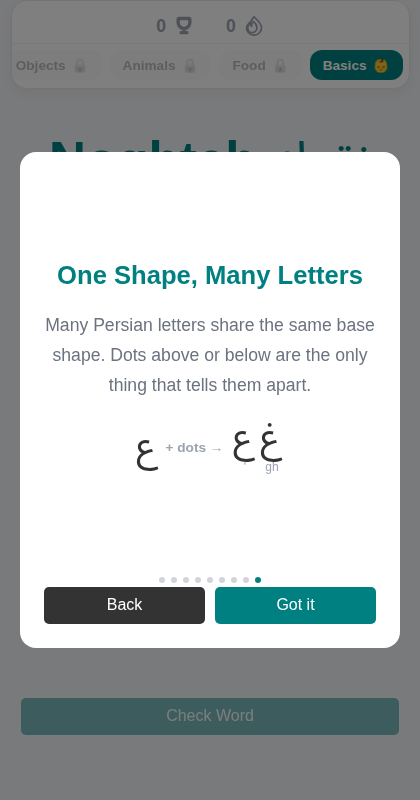 0 0
Objects Animals Food Basics
One Shape, Many Letters
Many Persian letters share the same base
shape. Dots above or below are the only
thing that tells them apart.
ع + dots → ع غ
' gh
Back Got it
Check Word